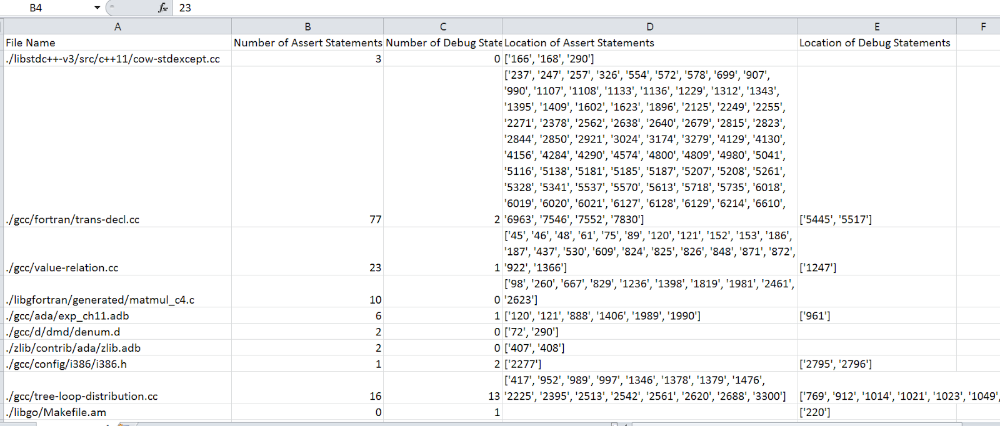 B4 fx 23
A B C D E F
File Name Number of Assert Statements Number of Debug State Location of Assert Statements Location of Debug Statements
./libstdc++-v3/src/c++11/cow-stdexcept.cc 3 0 ['166', '168', '290']
['237', '247', '257', '326', '554', '572', '578', '699', '907',
'990', '1107', '1108', '1133', '1136', '1229', '1312', '1343',
'1395', '1409', '1602', '1623', '1896', '2125', '2249', '2255',
'2271', '2378', '2562', '2638', '2640', '2679', '2815', '2823',
'2844', '2850', '2921', '3024', '3174', '3279', '4129', '4130',
'4156', '4284', '4290', '4574', '4800', '4809', '4980', '5041',
'5116', '5138', '5181', '5185', '5187', '5207', '5208', '5261',
'5328', '5341', '5537', '5570', '5613', '5718', '5735', '6018',
'6019', '6020', '6021', '6127', '6128', '6129', '6214', '6610',
./gcc/fortran/trans-decl.cc 77 2 '6963', '7546', '7552', '7830'] ['5445', '5517']
['45', '46', '48', '61', '75', '89', '120', '121', '152', '153', '186',
'187', '437', '530', '609', '824', '825', '826', '848', '871', '872',
./gcc/value-relation.cc 23 1 '922', '1366'] ['1247']
['98', '260', '667', '829', '1236', '1398', '1819', '1981', '2461',
./libgfortran/generated/matmul_c4.c 10 0 '2623']
./gcc/ada/exp_ch11.adb 6 1 ['120', '121', '888', '1406', '1989', '1990'] ['961']
./gcc/d/dmd/denum.d 2 0 ['72', '290']
./zlib/contrib/ada/zlib.adb 2 0 ['407', '408']
./gcc/config/i386/i386.h 1 2 ['2277'] ['2795', '2796']
['417', '952', '989', '997', '1346', '1378', '1379', '1476',
./gcc/tree-loop-distribution.cc 16 13 '2225', '2395', '2513', '2542', '2561', '2620', '2688', '3300'] ['769', '912', '1014', '1021', '1023', '1049',
./libgo/Makefile.am 0 1 ['220']